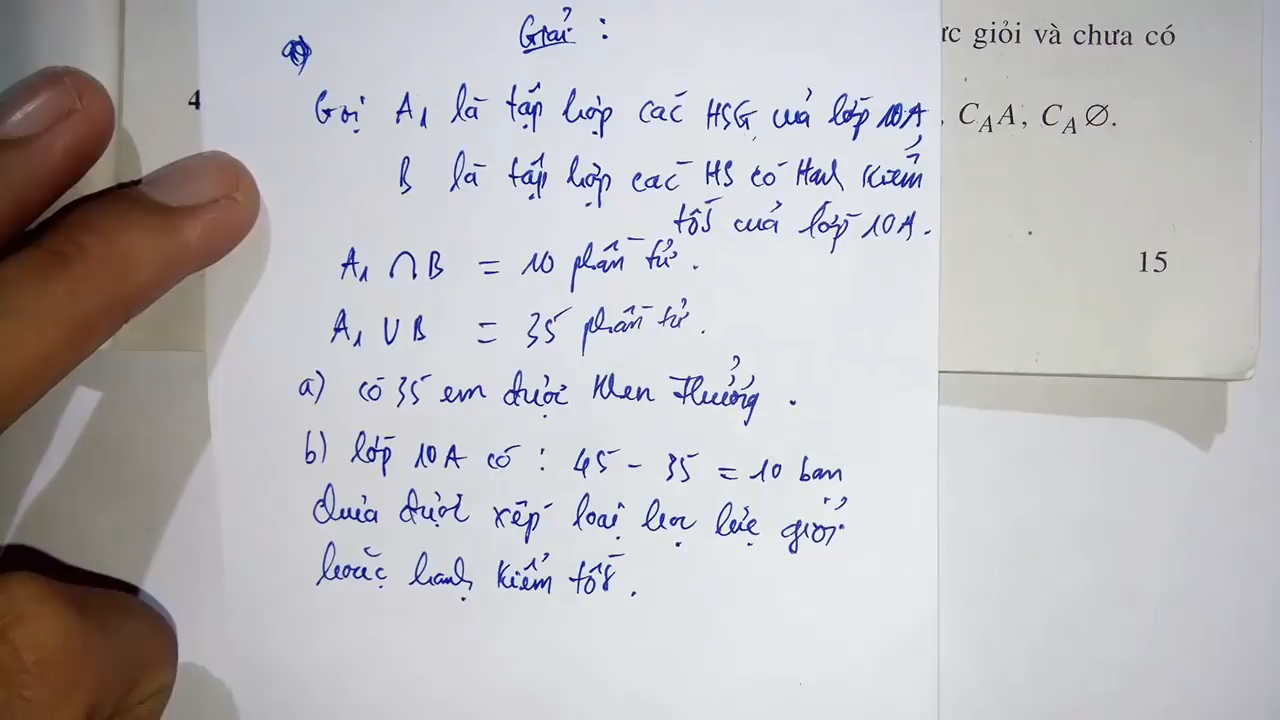 Giải :
Gọi A₁ là tập hợp các HSG của lớp 10A
B là tập hợp các HS có Hạnh kiểm
tốt của lớp 10A.
A₁ ∩ B = 10 phần tử.
A₁ ∪ B = 35 phần tử.
a) có 35 em được khen thưởng.
b) lớp 10A có : 45 - 35 = 10 bạn
chưa được xếp loại học lực giỏi
hoặc hạnh kiểm tốt.
4
ực giỏi và chưa có
, C_A A, C_A ∅.
15